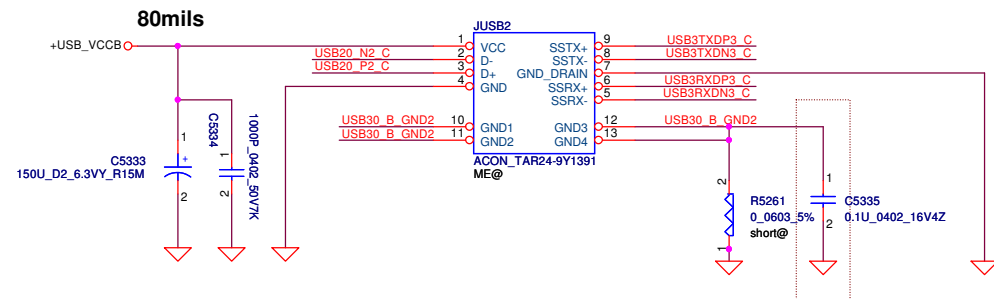 80mils
+USB_VCCB
JUSB2
1 VCC SSTX+ 9 USB3TXDP3_C
USB20_N2_C 2 D- SSTX- 8 USB3TXDN3_C
USB20_P2_C 3 D+ GND_DRAIN 7
4 GND SSRX+ 6 USB3RXDP3_C
SSRX- 5 USB3RXDN3_C
USB30_B_GND2 10 GND1 GND3 12 USB30_B_GND2
USB30_B_GND2 11 GND2 GND4 13
ACON_TAR24-9Y1391
ME@
1
+
2
C5333
150U_D2_6.3VY_R15M
1
2
C5334
1000P_0402_50V7K
2
1
R5261
0_0603_5%
short@
1
2
C5335
0.1U_0402_16V4Z